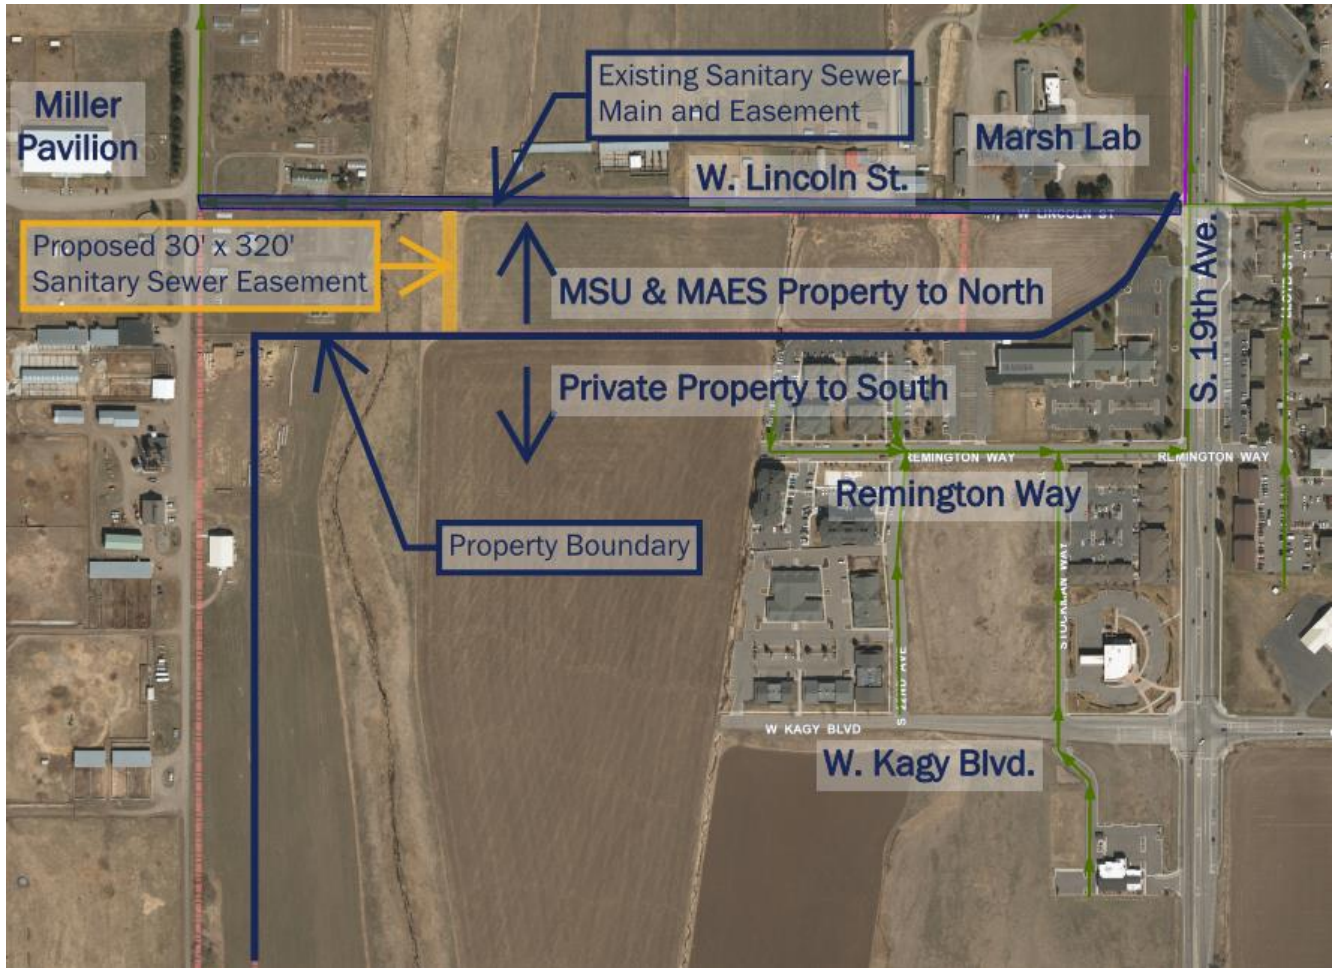 Existing Sanitary Sewer
Main and Easement
Miller
Pavilion
Marsh Lab
W. Lincoln St.
W LINCOLN ST
Proposed 30' x 320'
Sanitary Sewer Easement
MSU & MAES Property to North
LLOYD ST
S. 19th Ave.
Private Property to South
REMINGTON WAY
REMINGTON WAY
Remington Way
Property Boundary
STOCKMAN WAY
S 22ND AVE
W KAGY BLVD
W. Kagy Blvd.